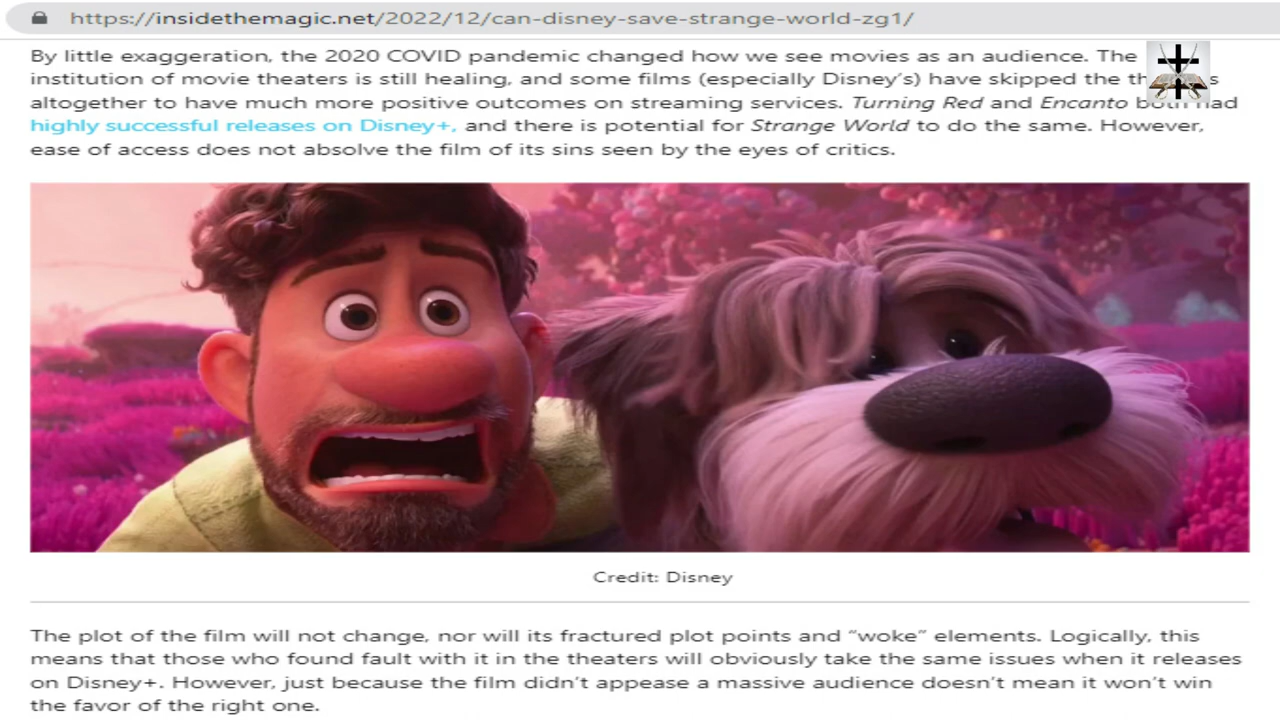 https://insidethemagic.net/2022/12/can-disney-save-strange-world-zg1/
By little exaggeration, the 2020 COVID pandemic changed how we see movies as an audience. The
institution of movie theaters is still healing, and some films (especially Disney's) have skipped the
altogether to have much more positive outcomes on streaming services. Turning Red and Encanto both had
highly successful releases on Disney+, and there is potential for Strange World to do the same. However,
ease of access does not absolve the film of its sins seen by the eyes of critics.
Credit: Disney
The plot of the film will not change, nor will its fractured plot points and “woke” elements. Logically, this
means that those who found fault with it in the theaters will obviously take the same issues when it releases
on Disney+. However, just because the film didn't appease a massive audience doesn't mean it won't win
the favor of the right one.